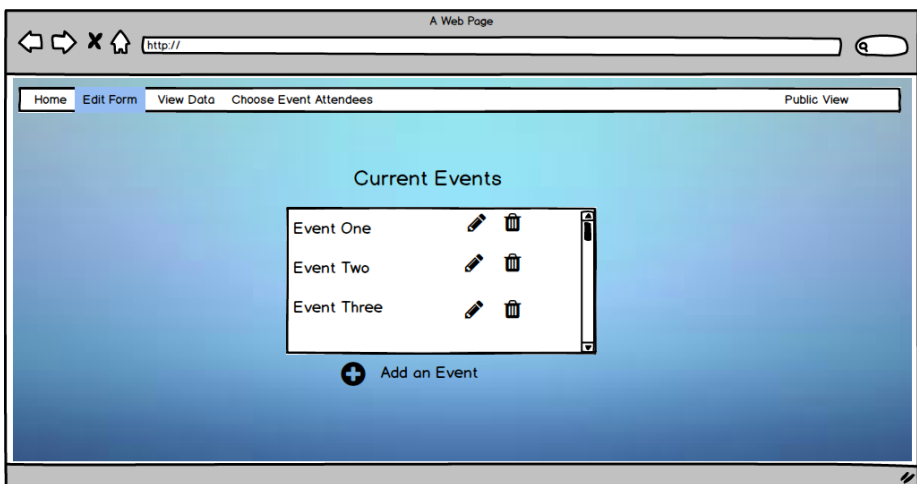 A Web Page
http://
Home Edit Form View Data Choose Event Attendees Public View
Current Events
Event One
Event Two
Event Three
Add an Event